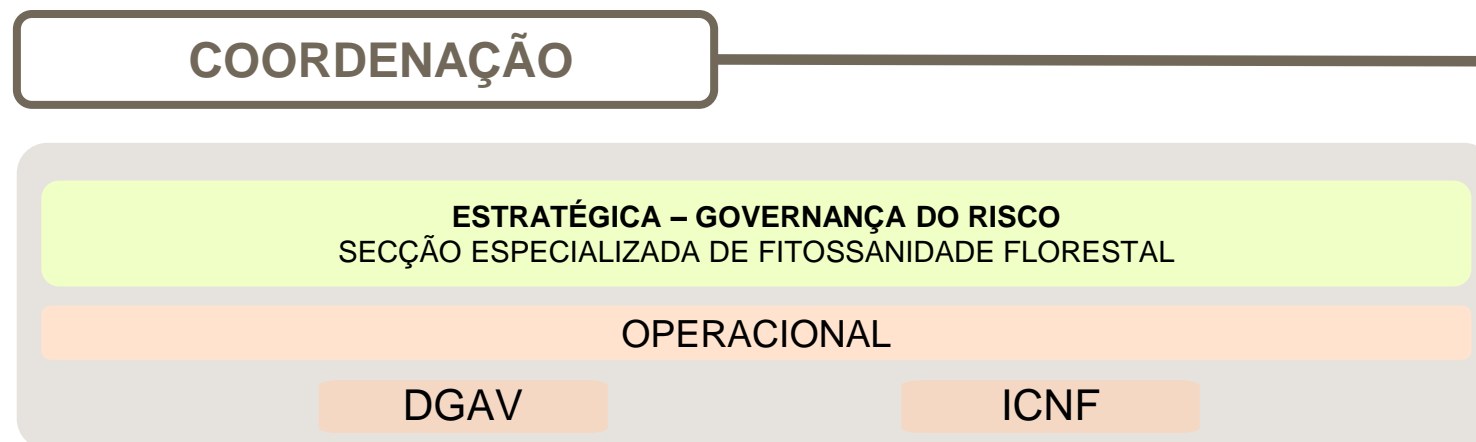 COORDENAÇÃO
ESTRATÉGICA – GOVERNANÇA DO RISCO
SECÇÃO ESPECIALIZADA DE FITOSSANIDADE FLORESTAL
OPERACIONAL
DGAV
ICNF